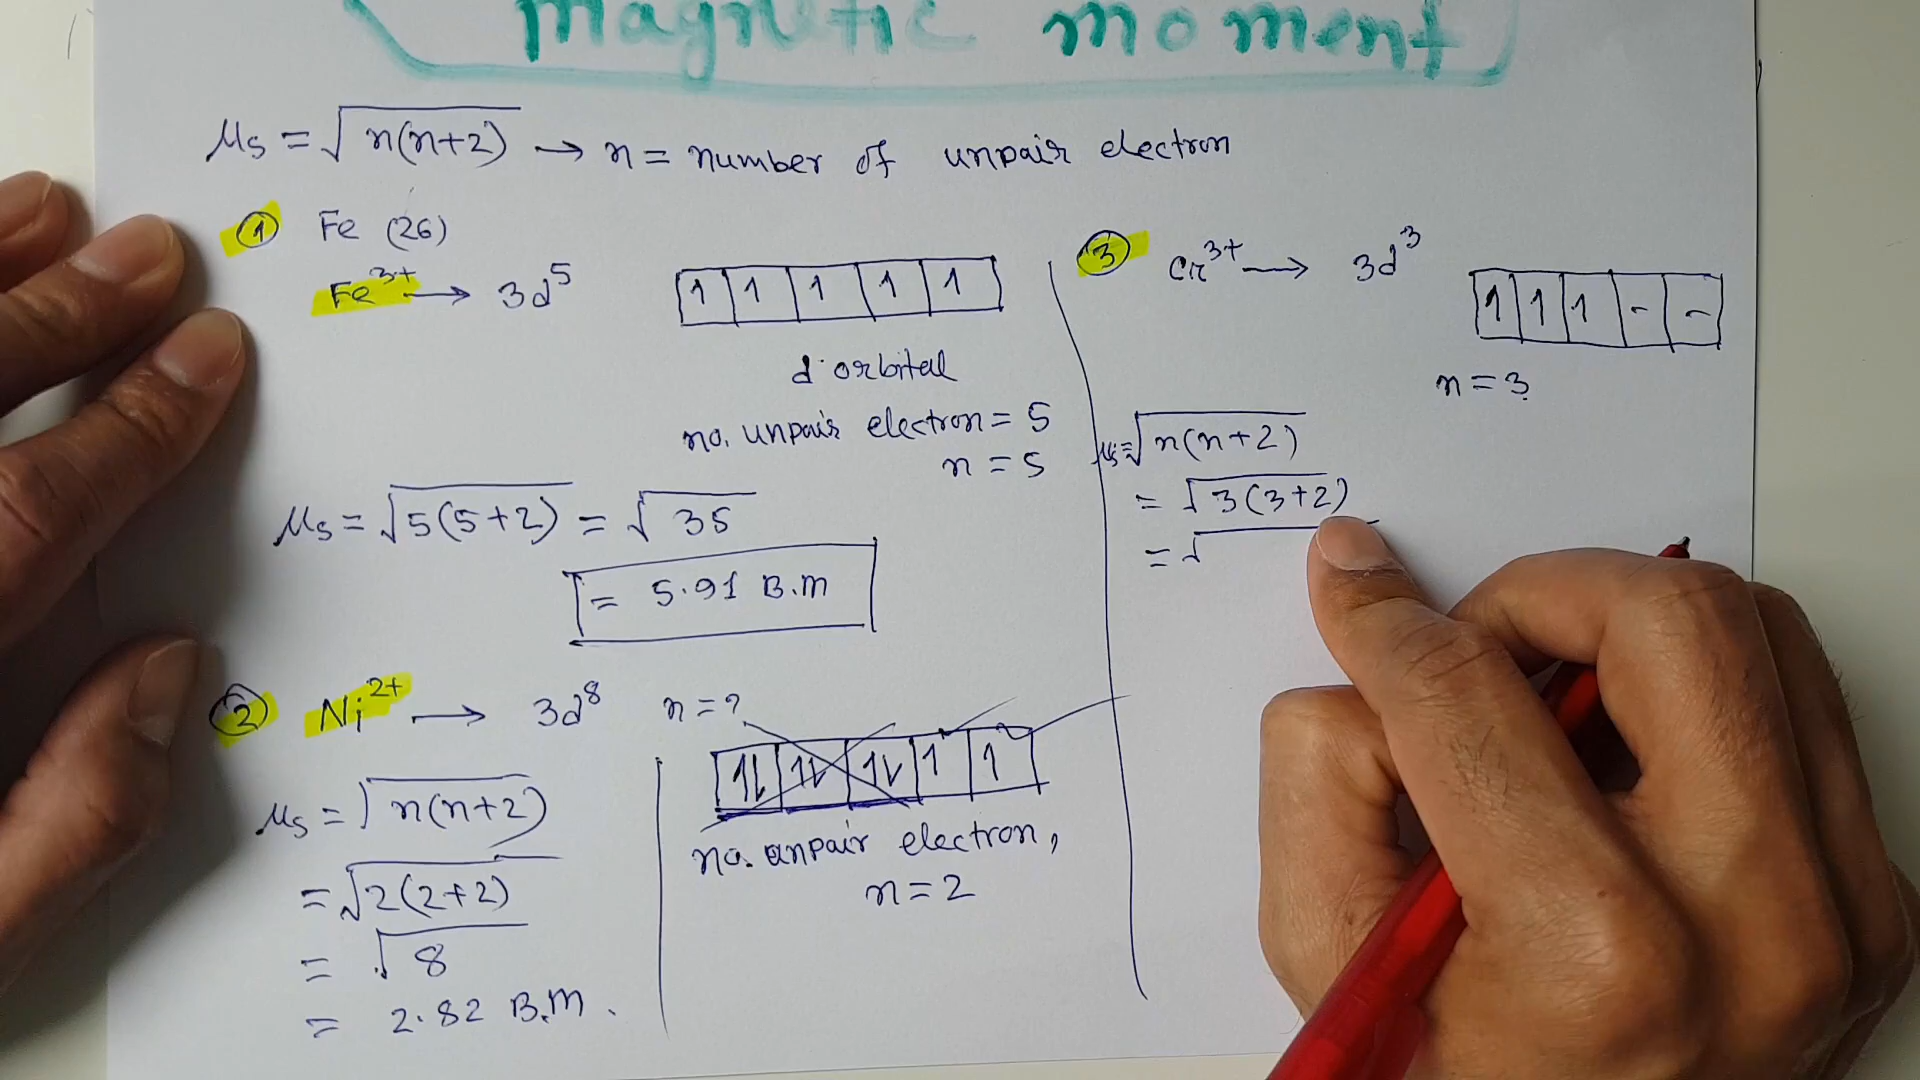 magnetic moment
μs = √n(n+2) → n = number of unpair electron
① Fe (26)
Fe³⁺ → 3d⁵
1 1 1 1 1
d orbital
no. unpair electron = 5
n = 5
μs = √5(5+2) = √35
= 5.91 B.M
② Ni²⁺ → 3d⁸ n = ?
1l 1l 1l 1 1
no. unpair electron,
n = 2
μs = √n(n+2)
= √2(2+2)
= √8
= 2.82 B.M.
③ Cr³⁺ → 3d³
1 1 1 - -
n = 3
μs = √n(n+2)
= √3(3+2)
= √